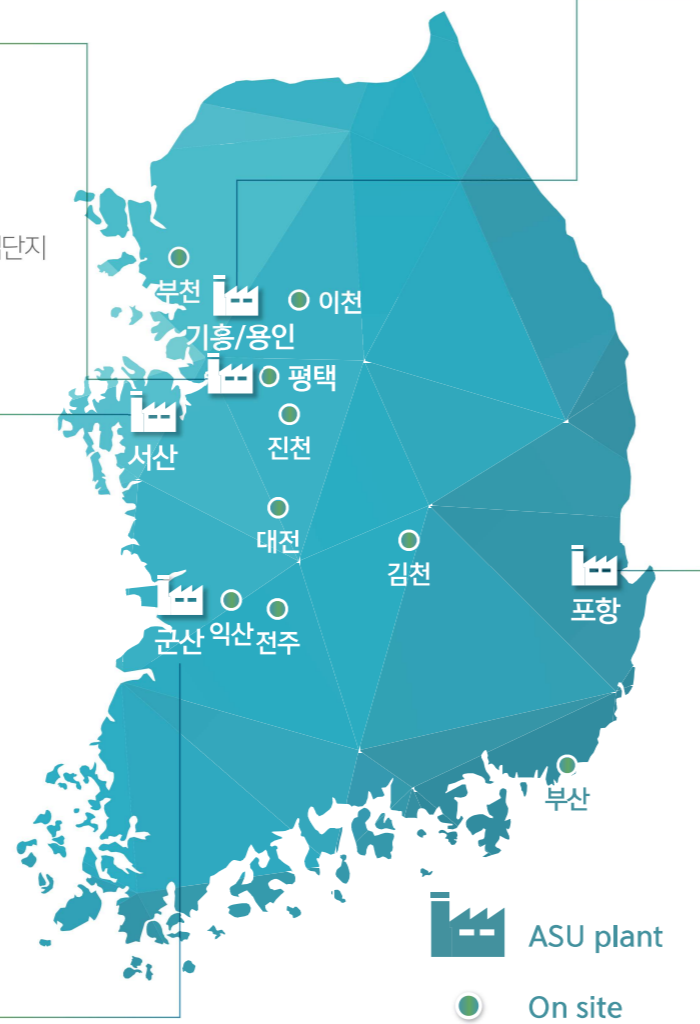 단지
부천
이천
기흥/용인
평택
서산
진천
대전
김천
포항
군산
익산
전주
부산
ASU plant
On site